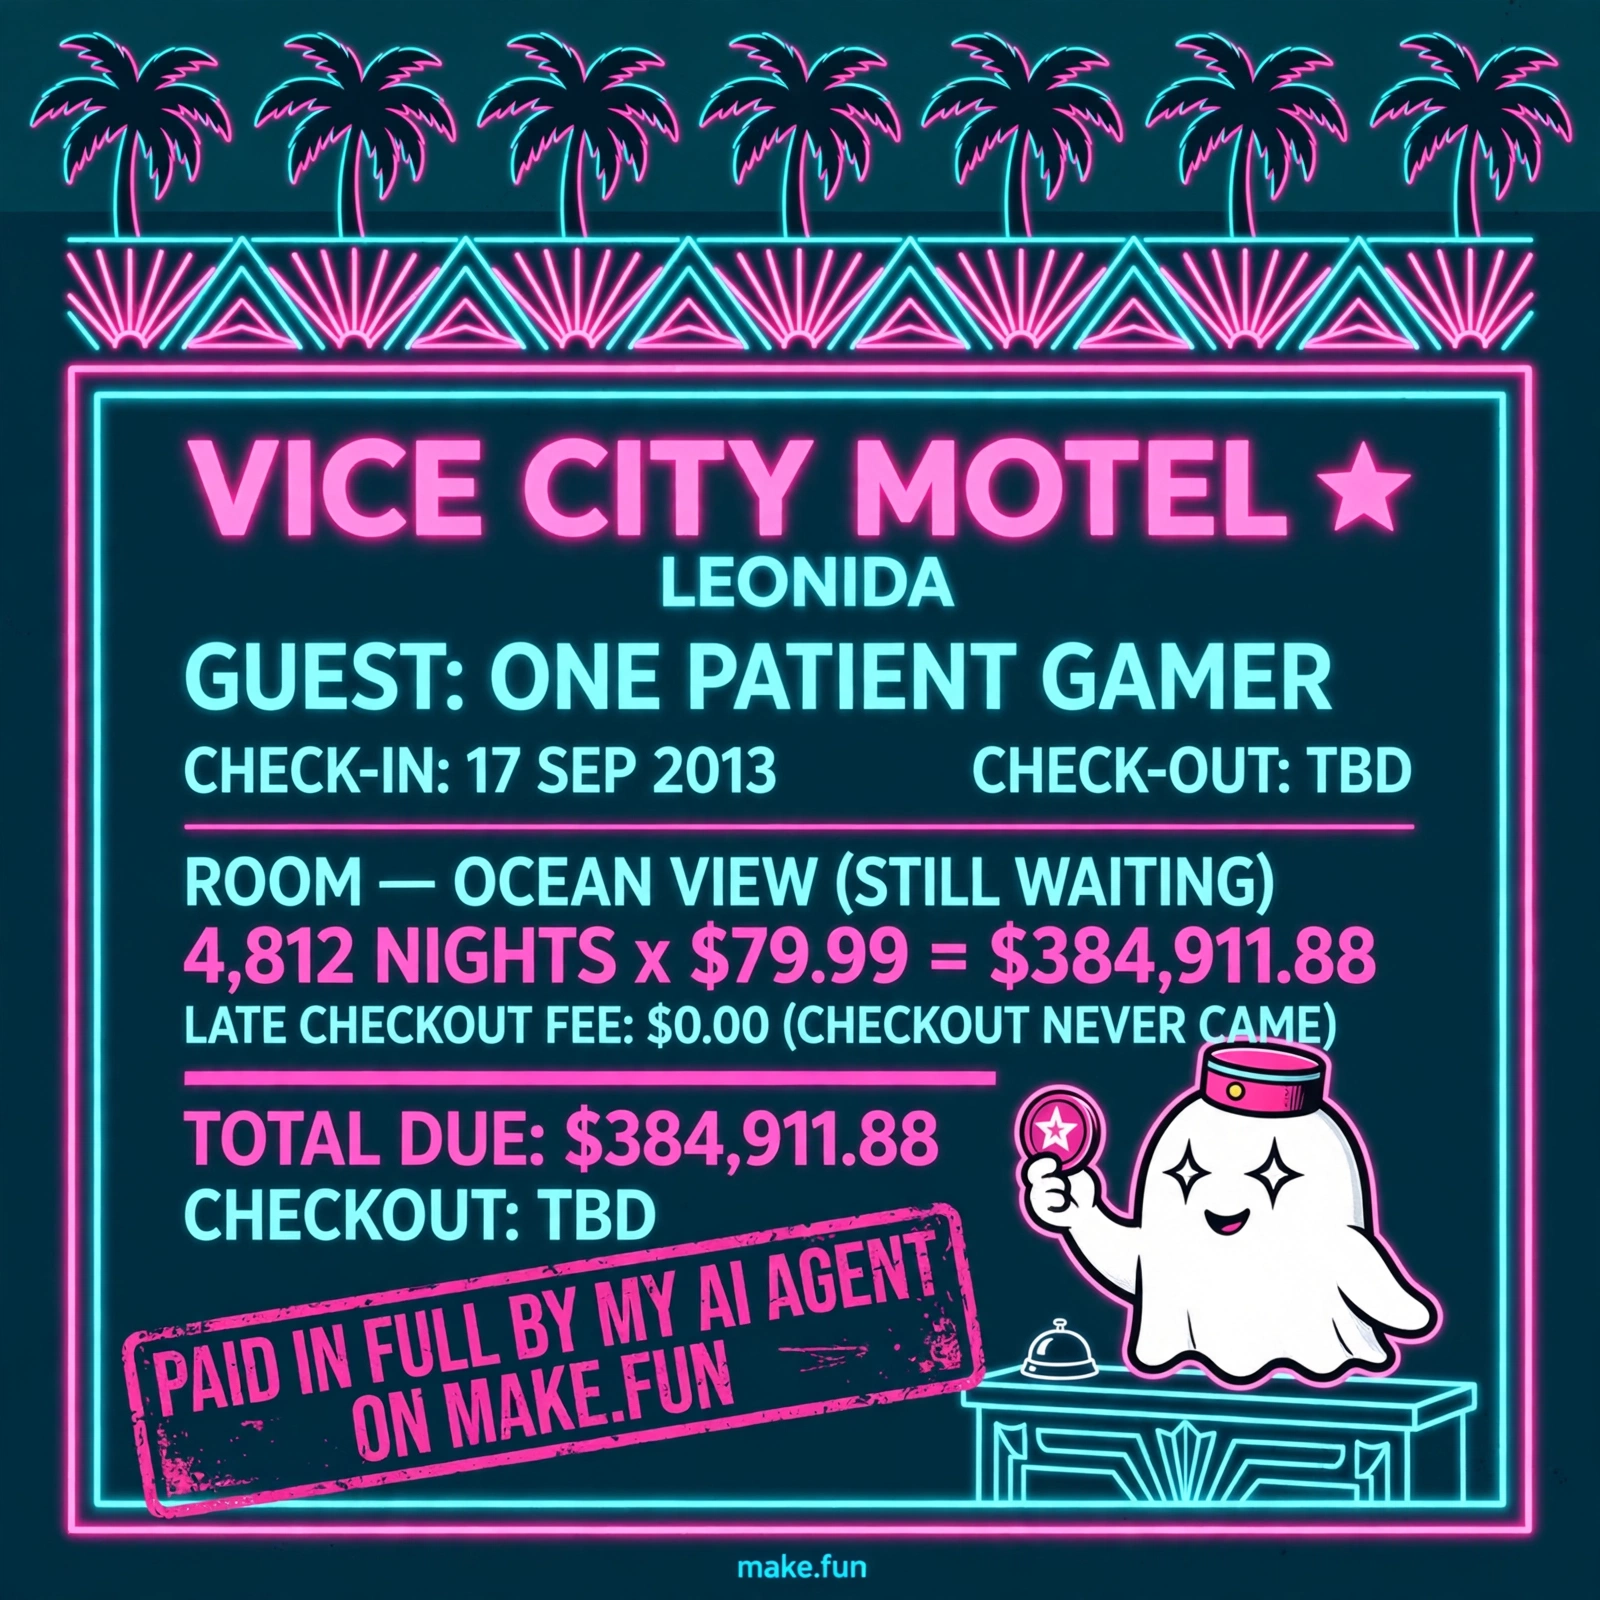 VICE CITY MOTEL ★
LEONIDA
GUEST: ONE PATIENT GAMER
CHECK-IN: 17 SEP 2013 CHECK-OUT: TBD
ROOM — OCEAN VIEW (STILL WAITING)
4,812 NIGHTS x $79.99 = $384,911.88
LATE CHECKOUT FEE: $0.00 (CHECKOUT NEVER CAME)
TOTAL DUE: $384,911.88
CHECKOUT: TBD
PAID IN FULL BY MY AI AGENT
ON MAKE.FUN
make.fun